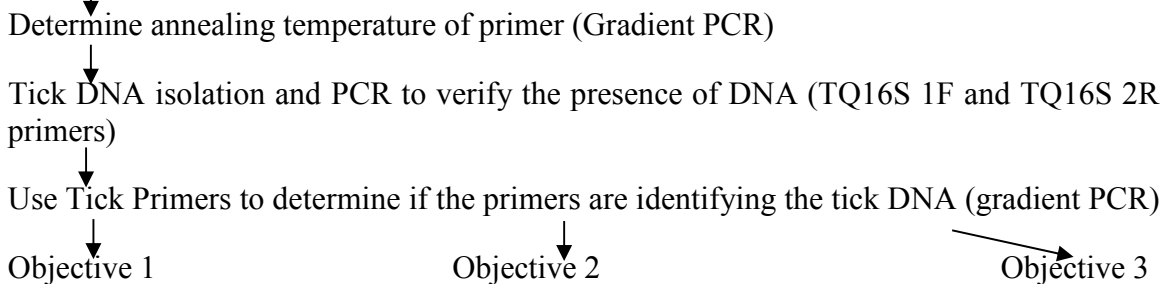 Determine annealing temperature of primer (Gradient PCR)
Tick DNA isolation and PCR to verify the presence of DNA (TQ16S 1F and TQ16S 2R
primers)
Use Tick Primers to determine if the primers are identifying the tick DNA (gradient PCR)
Objective 1 Objective 2 Objective 3